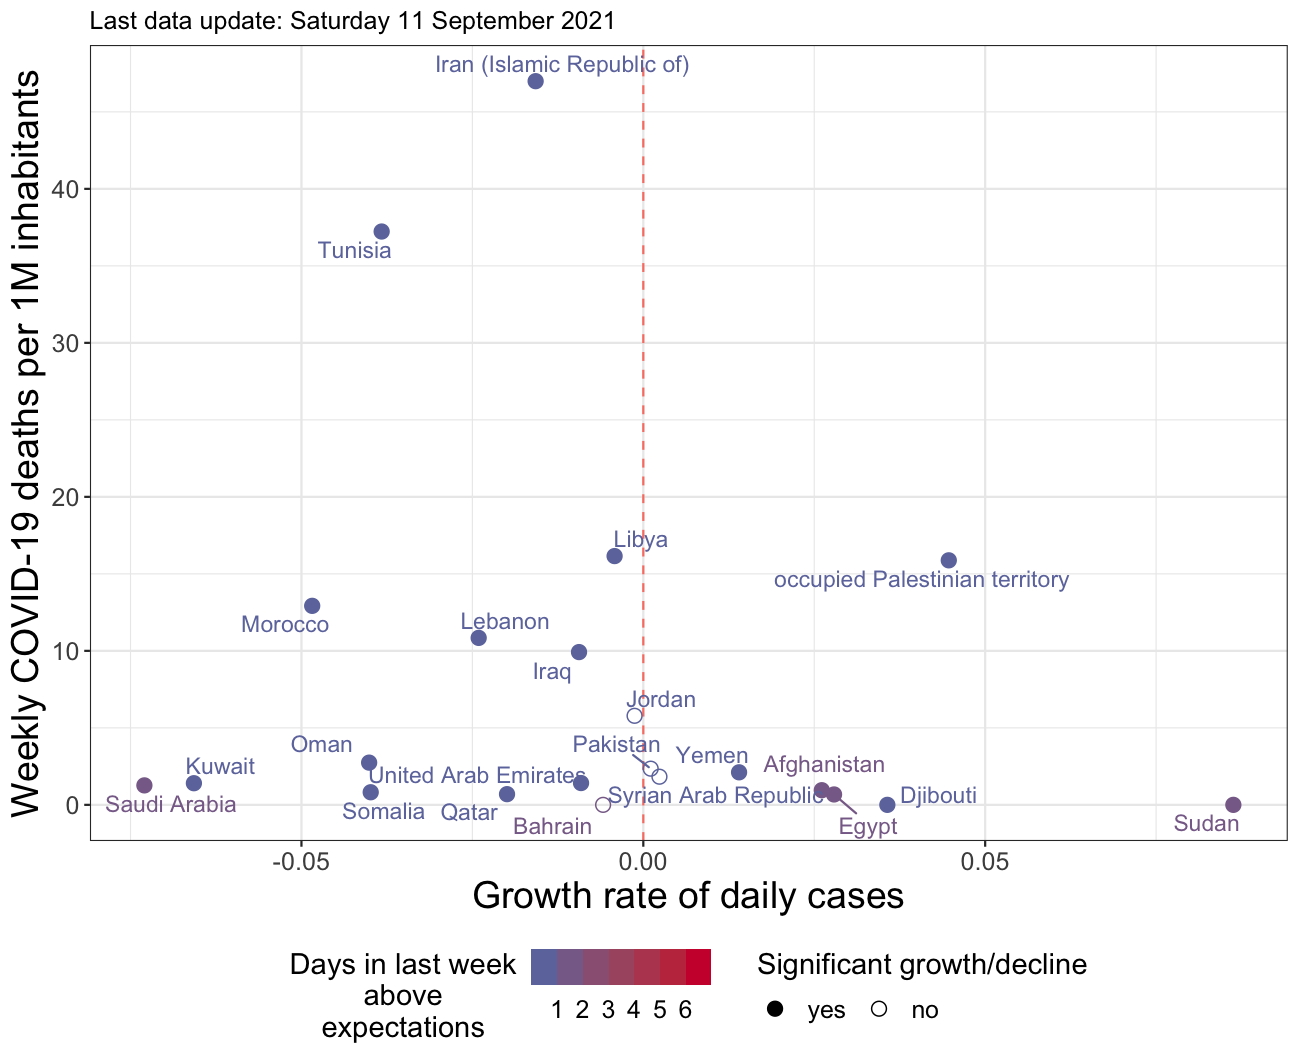 Last data update: Saturday 11 September 2021
Weekly COVID-19 deaths per 1M inhabitants
Iran (Islamic Republic of)
40
Tunisia
30
20
Libya
occupied Palestinian territory
Morocco
Lebanon
10
Iraq
Jordan
Oman
Pakistan
Yemen
Kuwait
United Arab Emirates
Afghanistan
Saudi Arabia
0
Somalia
Qatar
Syrian Arab Republic
Djibouti
Bahrain
Egypt
Sudan
-0.05
0.00
0.05
Growth rate of daily cases
Days in last week
above
expectations
1 2 3 4 5 6
Significant growth/decline
yes
no